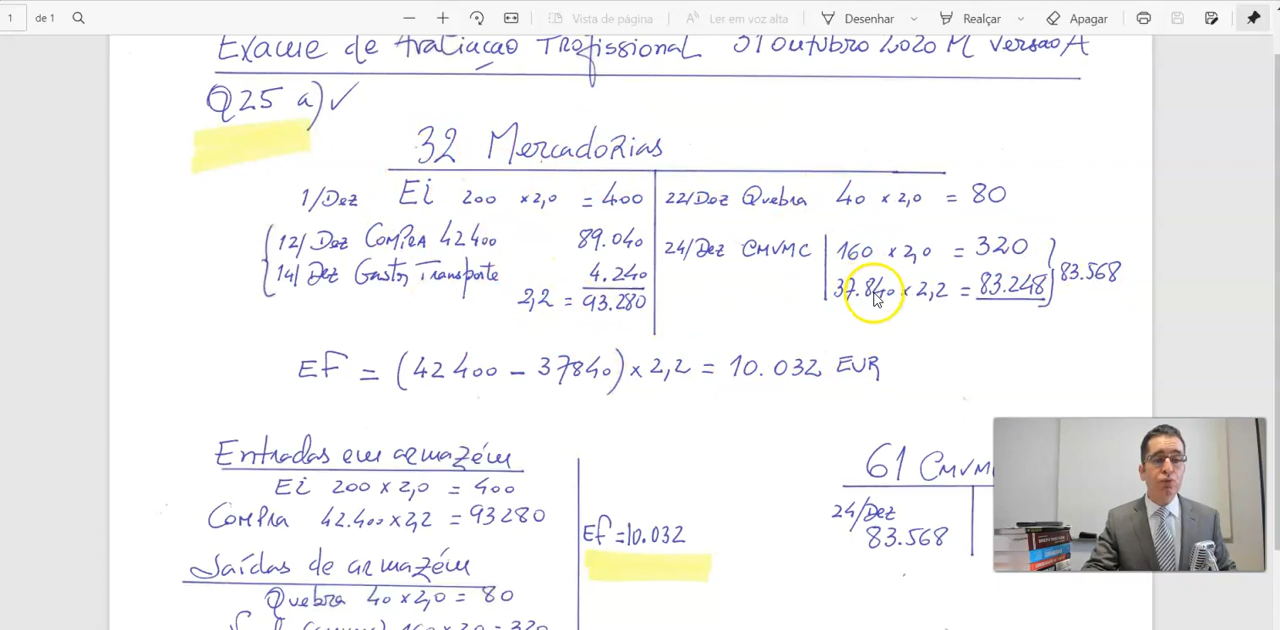 1 de 1 Vista de página Ler em voz alta Desenhar Realçar Apagar
Exame de Avaliação Profissional 31 Outubro 2020 M Versão A
Q25 a) ✓
32 Mercadorias
1/Dez Ei 200 x2,0 = 400
12/Dez Compra 42400 89.040
14/Dez Gastos Transporte 4.240
2,2 = 93.280
22/Dez Quebra 40 x 2,0 = 80
24/Dez CMVMC 160 x 2,0 = 320
37.840 x 2,2 = 83.248
83.568
EF = (42400 - 37840) x 2,2 = 10.032 EUR
Entradas em armazém
Ei 200 x 2,0 = 400
Compra 42.400 x 2,2 = 93280
Saídas de armazém
Quebra 40 x 2,0 = 80
160 x 2,0 = 320
Ef = 10.032
61 CMVM
24/Dez
83.568